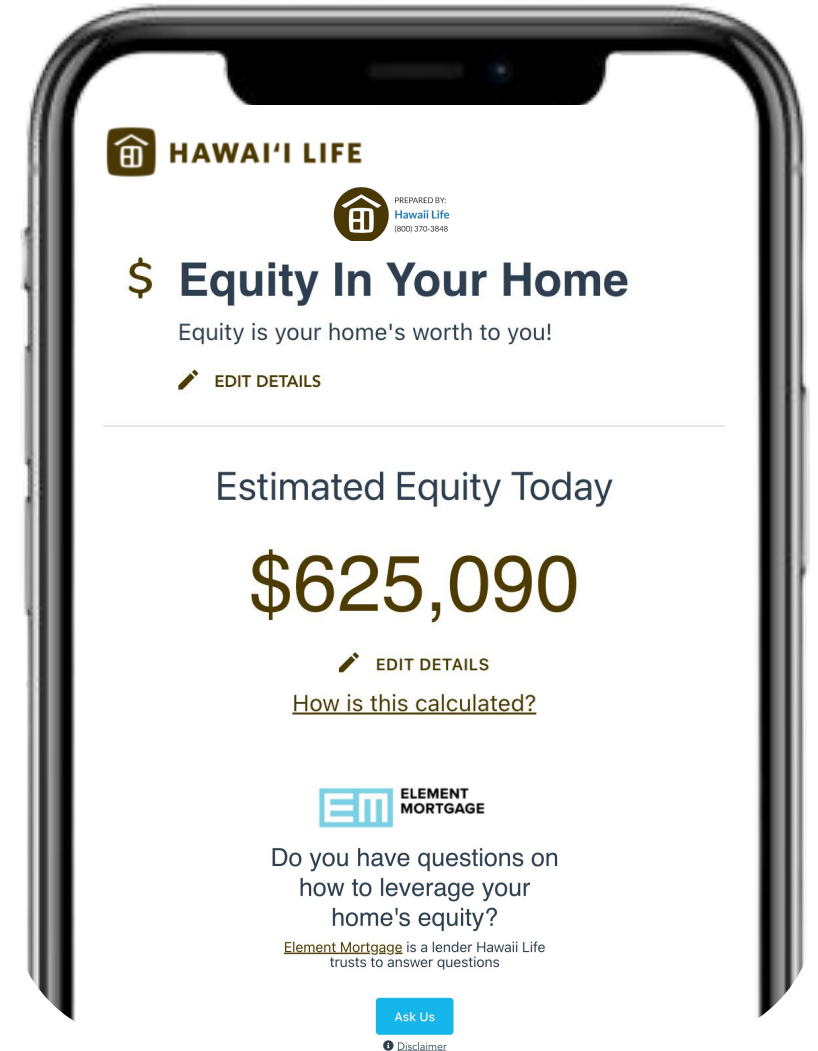 HAWAIʻI LIFE
PREPARED BY:
Hawaii Life
(800) 370-3848
$ Equity In Your Home
Equity is your home's worth to you!
EDIT DETAILS
Estimated Equity Today
$625,090
EDIT DETAILS
How is this calculated?
EM ELEMENT
MORTGAGE
Do you have questions on
how to leverage your
home's equity?
Element Mortgage is a lender Hawaii Life
trusts to answer questions
Ask Us
Disclaimer